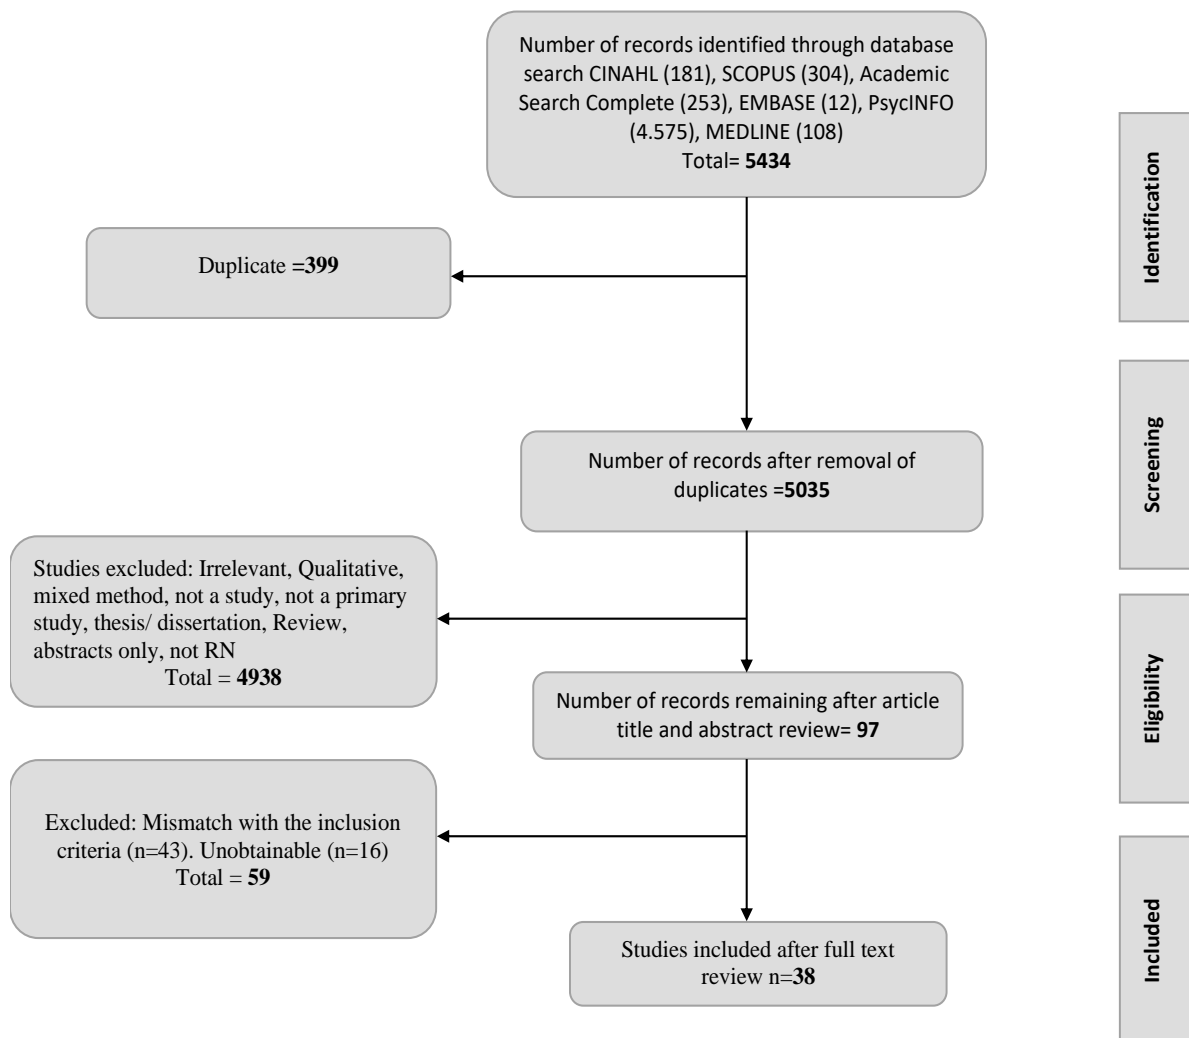 Number of records identified through database
search CINAHL (181), SCOPUS (304), Academic
Search Complete (253), EMBASE (12), PsycINFO
(4.575), MEDLINE (108)
Total= 5434
Identification
Duplicate =399
Screening
Number of records after removal of
duplicates =5035
Studies excluded: Irrelevant, Qualitative,
mixed method, not a study, not a primary
study, thesis/ dissertation, Review,
abstracts only, not RN
Total = 4938
Eligibility
Number of records remaining after article
title and abstract review= 97
Excluded: Mismatch with the inclusion
criteria (n=43). Unobtainable (n=16)
Total = 59
Included
Studies included after full text
review n=38